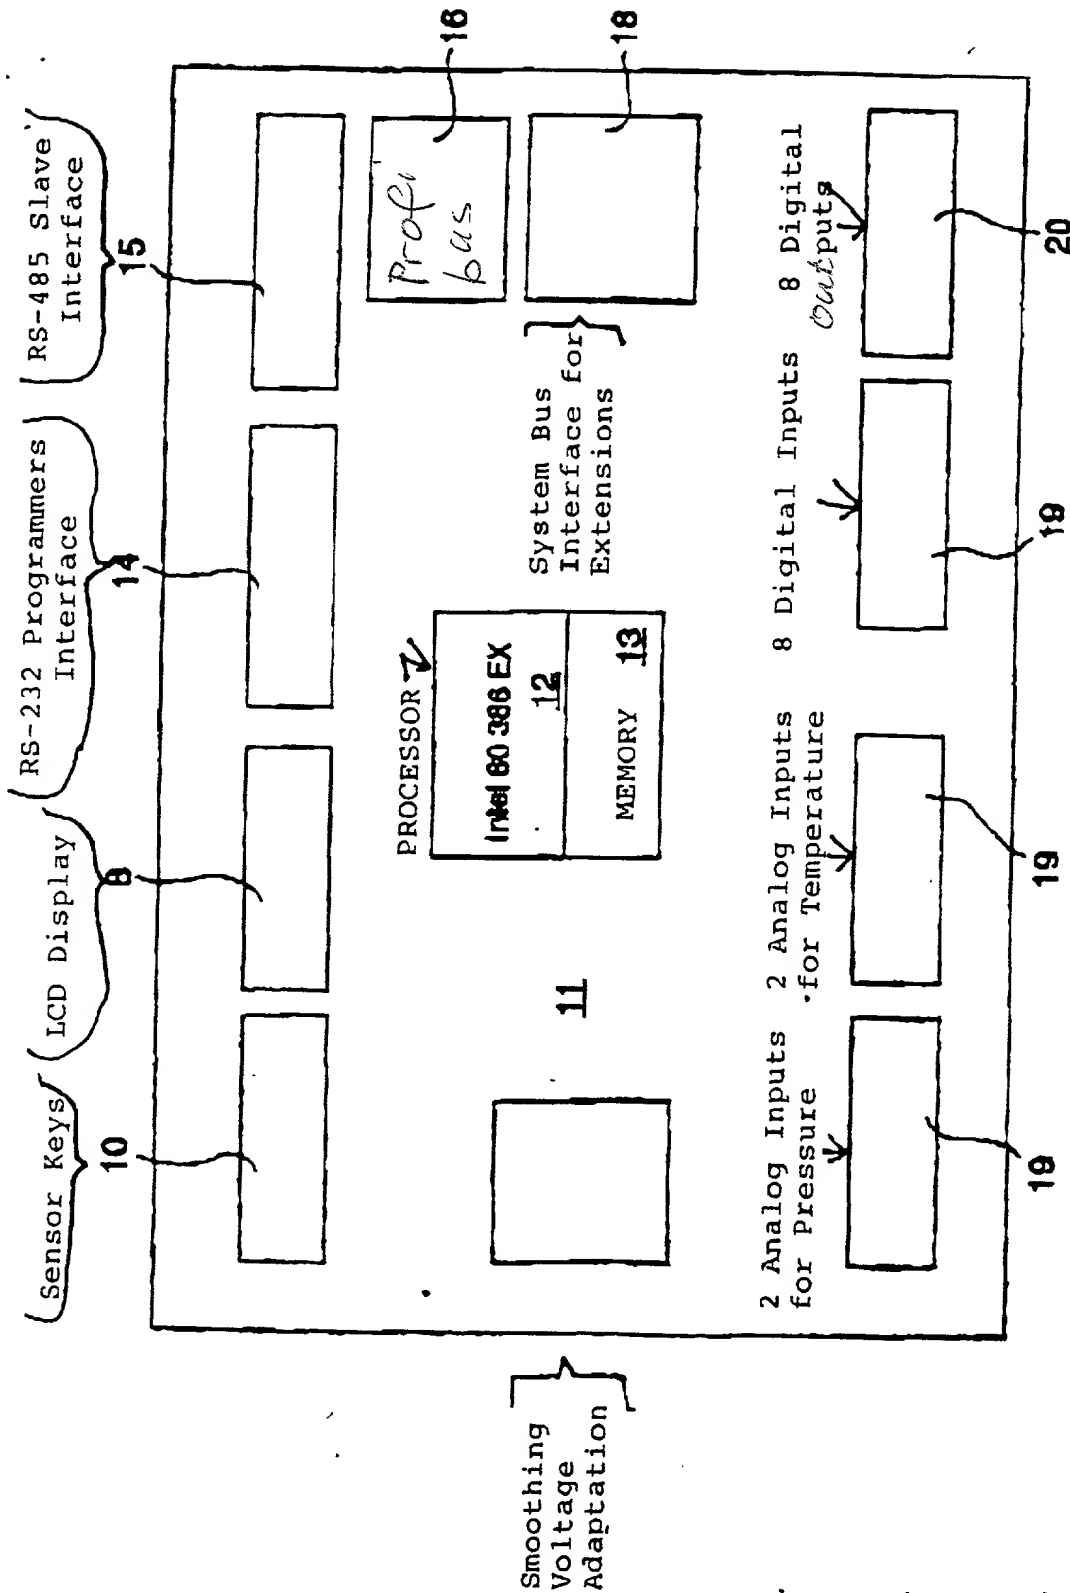 Sensor Keys
10
LCD Display
8
RS-232 Programmers
Interface
14
RS-485 Slave
Interface
15
Profi
bus
16
18
System Bus
Interface for
Extensions
PROCESSOR
Intel 80 386 EX
12
MEMORY 13
11
Smoothing
Voltage
Adaptation
2 Analog Inputs
for Pressure
19
2 Analog Inputs
for Temperature
19
8 Digital Inputs
19
8 Digital
outputs
20